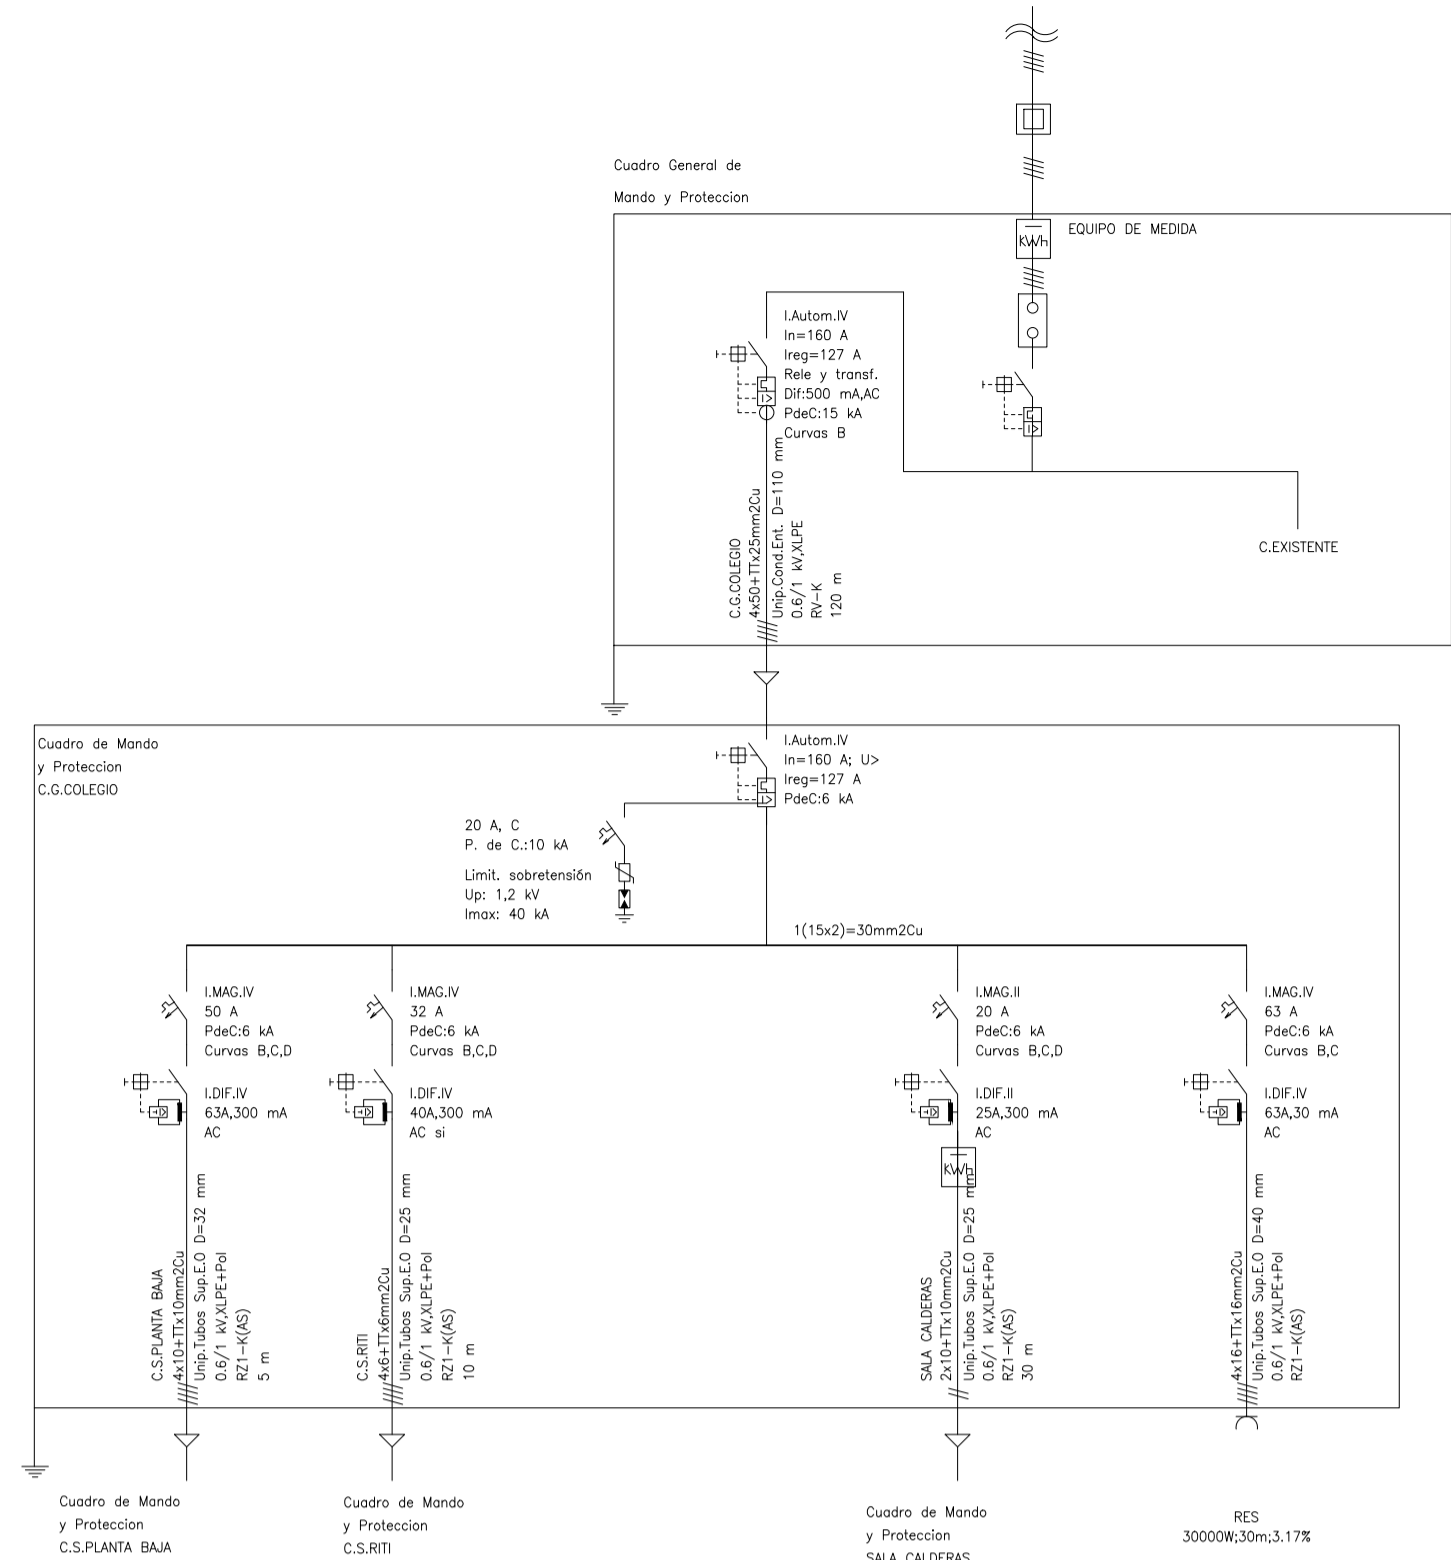 Cuadro General de
Mando y Proteccion
KWh
EQUIPO DE MEDIDA
I.Autom.IV
In=160 A
Ireg=127 A
Rele y transf.
Dif:500 mA,AC
PdeC:15 kA
Curvas B
C.G.COLEGIO
4x50+TTx25mm2Cu
Unip.Cond.Ent. D=110 mm
0.6/1 kV,XLPE
RV-K
120 m
C.EXISTENTE
Cuadro de Mando
y Proteccion
C.G.COLEGIO
I.Autom.IV
In=160 A; U>
Ireg=127 A
PdeC:6 kA
20 A, C
P. de C.:10 kA
Limit. sobretensión
Up: 1,2 kV
Imax: 40 kA
1(15x2)=30mm2Cu
I.MAG.IV
50 A
PdeC:6 kA
Curvas B,C,D
I.DIF.IV
63A,300 mA
AC
C.S.PLANTA BAJA
4x10+TTx10mm2Cu
Unip.Tubos Sup.E.O D=32 mm
0.6/1 kV,XLPE+Pol
RZ1-K(AS)
5 m
I.MAG.IV
32 A
PdeC:6 kA
Curvas B,C,D
I.DIF.IV
40A,300 mA
AC si
C.S.RITI
4x6+TTx6mm2Cu
Unip.Tubos Sup.E.O D=25 mm
0.6/1 kV,XLPE+Pol
RZ1-K(AS)
10 m
I.MAG.II
20 A
PdeC:6 kA
Curvas B,C,D
I.DIF.II
25A,300 mA
AC
KWh
SALA CALDERAS
2x10+TTx10mm2Cu
Unip.Tubos Sup.E.O D=25 mm
0.6/1 kV,XLPE+Pol
RZ1-K(AS)
30 m
I.MAG.IV
63 A
PdeC:6 kA
Curvas B,C
I.DIF.IV
63A,30 mA
AC
4x16+TTx16mm2Cu
Unip.Tubos Sup.E.O D=40 mm
0.6/1 kV,XLPE+Pol
RZ1-K(AS)
Cuadro de Mando
y Proteccion
C.S.PLANTA BAJA
Cuadro de Mando
y Proteccion
C.S.RITI
Cuadro de Mando
y Proteccion
SALA CALDERAS
RES
30000W;30m;3.17%